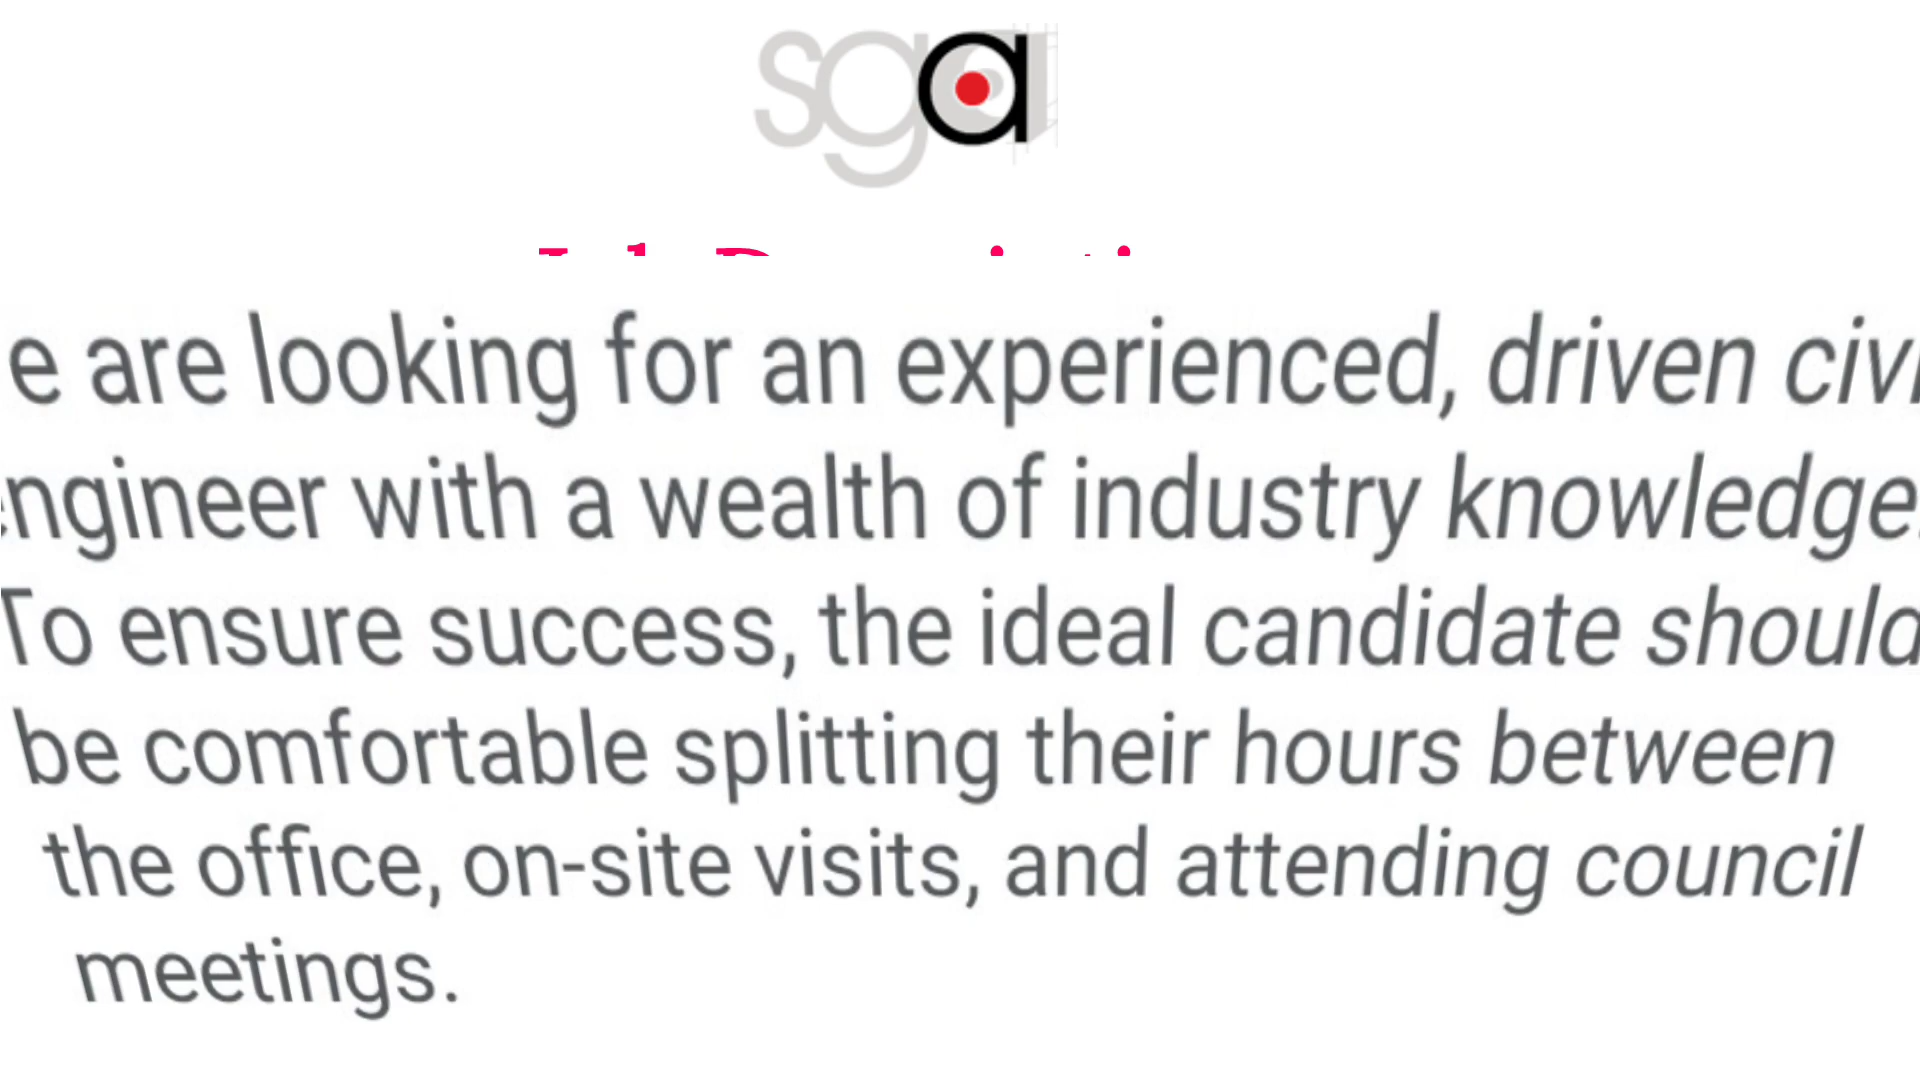 sga
e are looking for an experienced, driven civi
ngineer with a wealth of industry knowledge.
To ensure success, the ideal candidate should
be comfortable splitting their hours between
the office, on-site visits, and attending council
meetings.